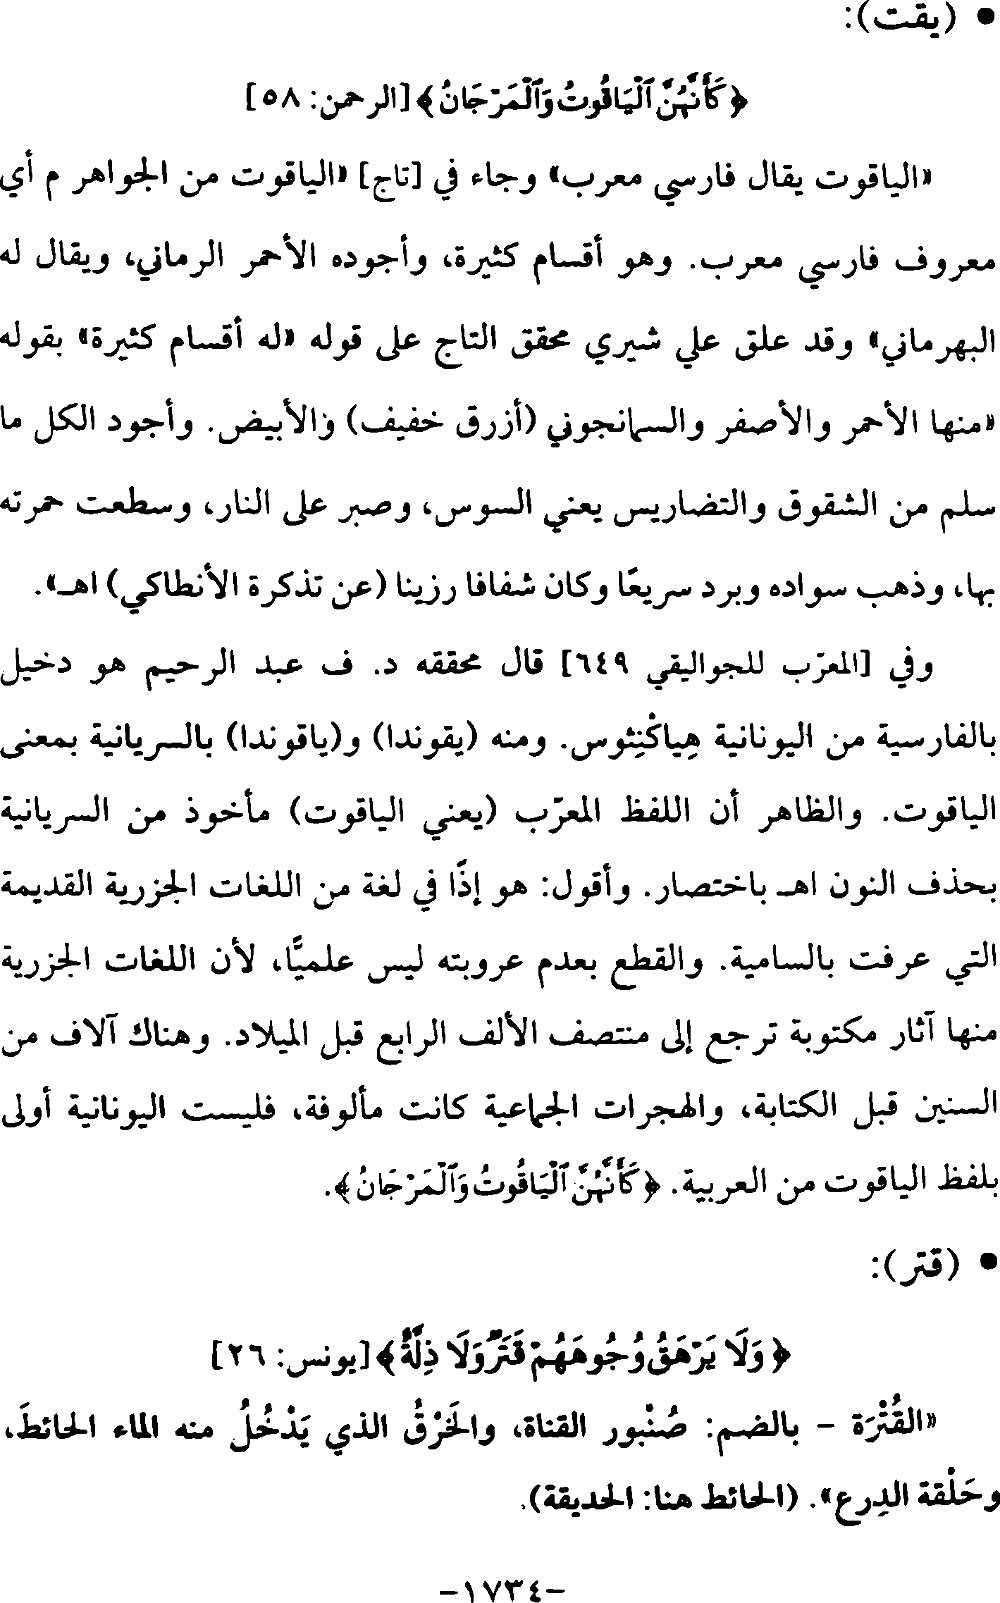 • (يقت):
﴿كَأَنَّهُنَّ ٱلْيَاقُوتُ وَٱلْمَرْجَانُ﴾ [الرحمن: ٥٨]
«الياقوت يقال فارسي معرب» وجاء في [تاج] «الياقوت من الجواهر م أي
معروف فارسي معرب. وهو أقسام كثيرة، وأجوده الأحمر الرماني، ويقال له
البهرماني» وقد علق علي شيري محقق التاج على قوله «له أقسام كثيرة» بقوله
«منها الأحمر والأصفر والسمانجوني (أزرق خفيف) والأبيض. وأجود الكل ما
سلم من الشقوق والتضاريس يعني السوس، وصبر على النار، وسطعت حمرته
بها، وذهب سواده وبرد سريعًا وكان شفافا رزينا (عن تذكرة الأنطاكي) اهـ».
وفي [المعرّب للجواليقي ٦٤٩] قال محققه د. ف عبد الرحيم هو دخيل
بالفارسية من اليونانية هِياكْنِثوس. ومنه (يقوندا) و(ياقوندا) بالسريانية بمعنى
الياقوت. والظاهر أن اللفظ المعرّب (يعني الياقوت) مأخوذ من السريانية
بحذف النون اهـ باختصار. وأقول: هو إذًا في لغة من اللغات الجزرية القديمة
التي عرفت بالسامية. والقطع بعدم عروبته ليس علميًّا، لأن اللغات الجزرية
منها آثار مكتوبة ترجع إلى منتصف الألف الرابع قبل الميلاد. وهناك آلاف من
السنين قبل الكتابة، والهجرات الجماعية كانت مألوفة، فليست اليونانية أولى
بلفظ الياقوت من العربية. ﴿كَأَنَّهُنَّ ٱلْيَاقُوتُ وَٱلْمَرْجَانُ﴾.
• (قتر):
﴿وَلَا يَرْهَقُ وُجُوهَهُمْ قَتَرٌ وَلَا ذِلَّةٌ﴾ [يونس: ٢٦]
«القُتْرَة - بالضم: صُنْبور القناة، والخَرْقُ الذي يَدْخُلُ منه الماء الحائطَ،
وحَلْقة الدِرع». (الحائط هنا: الحديقة).
-١٧٣٤-